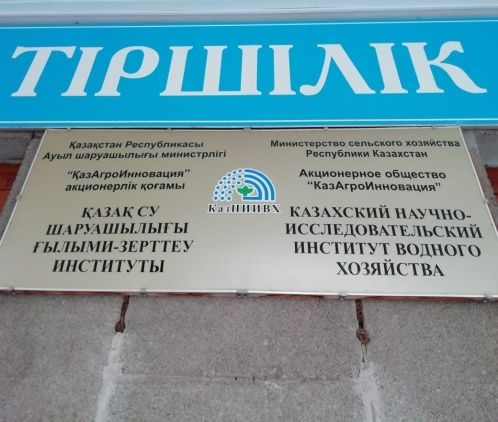 ТІРШІЛІК
Қазақстан Республикасы
Ауыл шаруашылығы министрлігі
"ҚазАгроИнновация"
акционерлік қоғамы
ҚАЗАҚ СУ
ШАРУАШЫЛЫҒЫ
ҒЫЛЫМИ-ЗЕРТТЕУ
ИНСТИТУТЫ
КазНИИВХ
Министерство сельского хозяйства
Республики Казахстан
Акционерное общество
"КазАгроИнновация"
КАЗАХСКИЙ НАУЧНО-
ИССЛЕДОВАТЕЛЬСКИЙ
ИНСТИТУТ ВОДНОГО
ХОЗЯЙСТВА